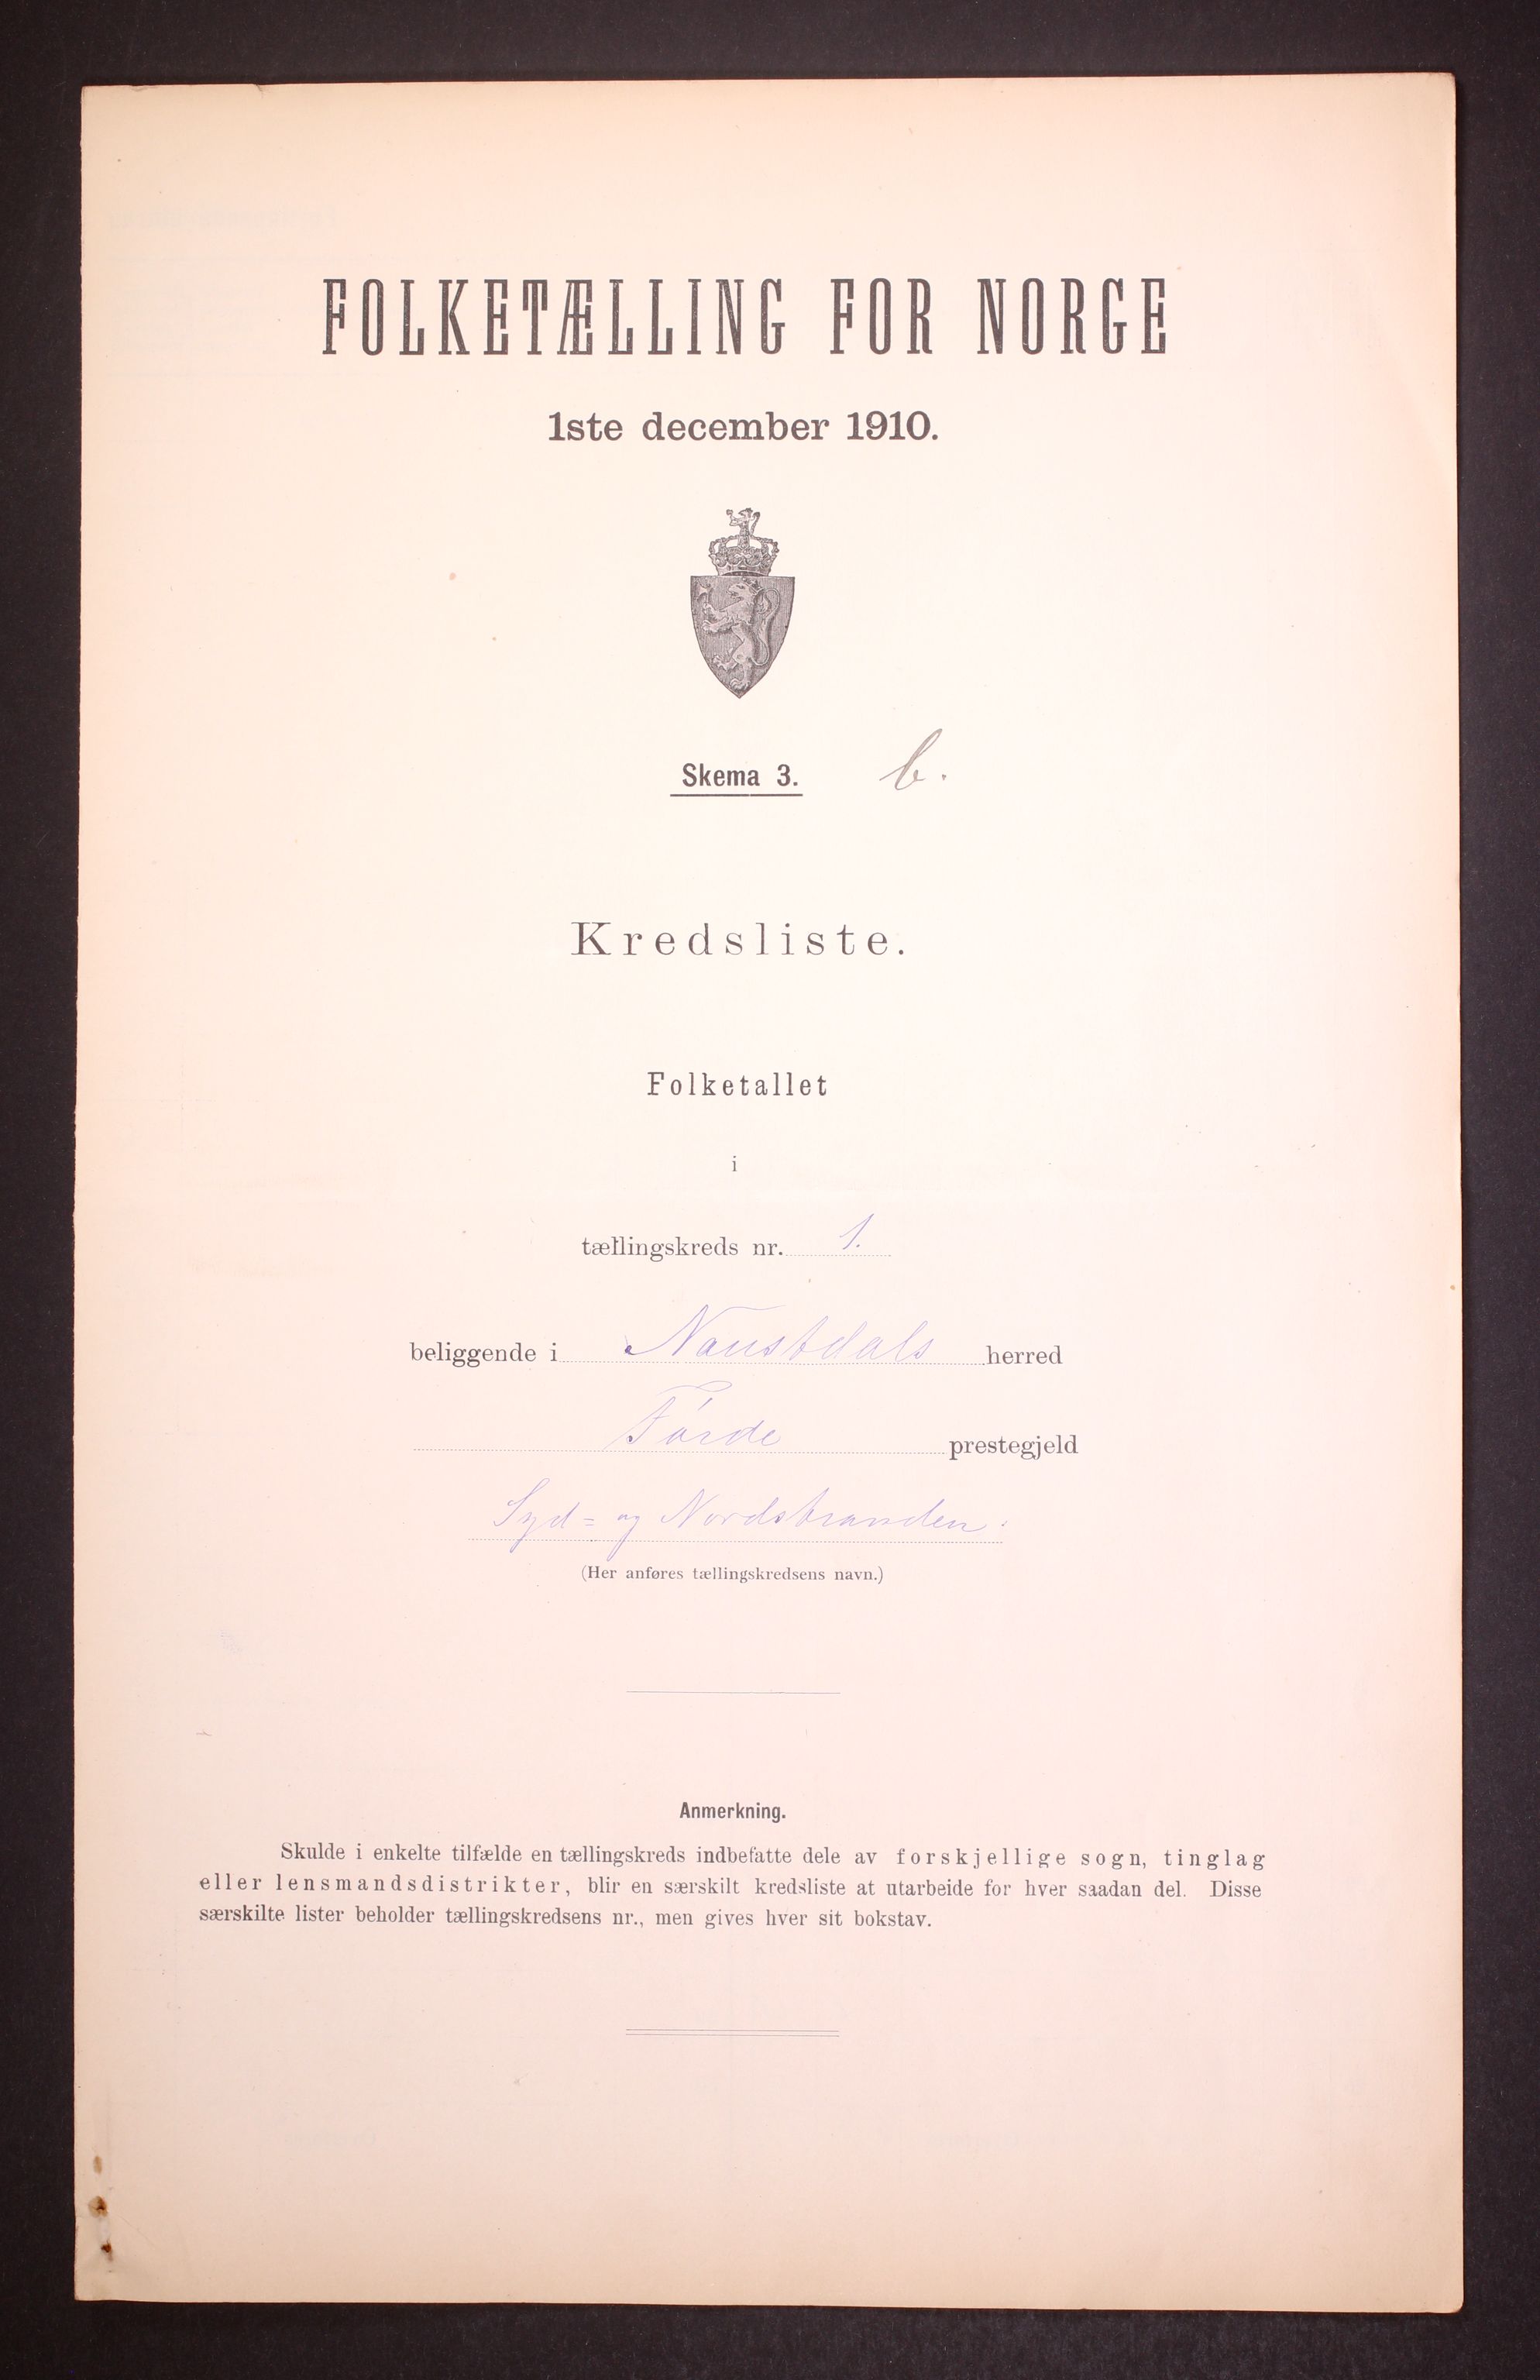 FOLKETÆLLING FOR NORGE
1ste december 1910.
Skema 3. b.
Kredsliste.
Folketallet
i
tællingskreds nr. 1.
beliggende i Naustdals herred
Førde prestegjeld
Syd= og Nordstranden.
(Her anføres tællingskredsens navn.)
Anmerkning.
Skulde i enkelte tilfælde en tællingskreds indbefatte dele av forskjellige sogn, tinglag
eller lensmandsdistrikter, blir en særskilt kredsliste at utarbeide for hver saadan del. Disse
særskilte lister beholder tællingskredsens nr., men gives hver sit bokstav.